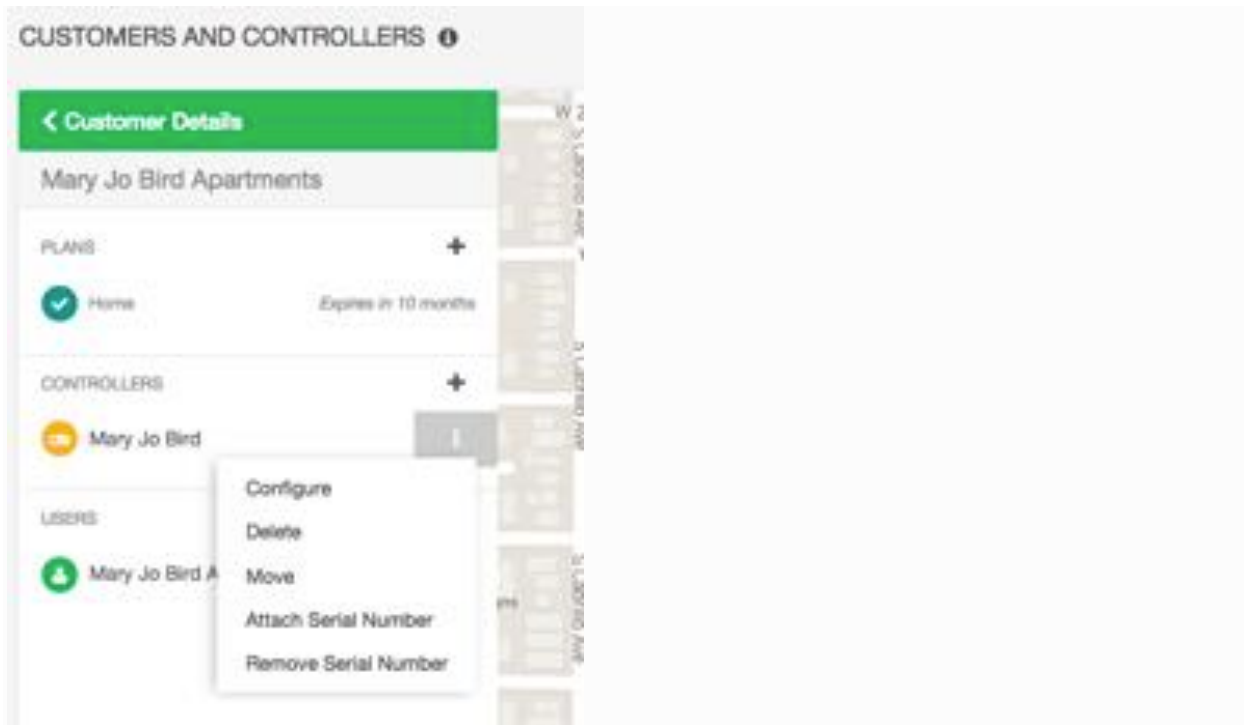 CUSTOMERS AND CONTROLLERS
Customer Details
Mary Jo Bird Apartments
PLANS
Home
Expires in 10 months
CONTROLLERS
Mary Jo Bird
Configure
USERS
Delete
Mary Jo Bird A
Move
Attach Serial Number
Remove Serial Number